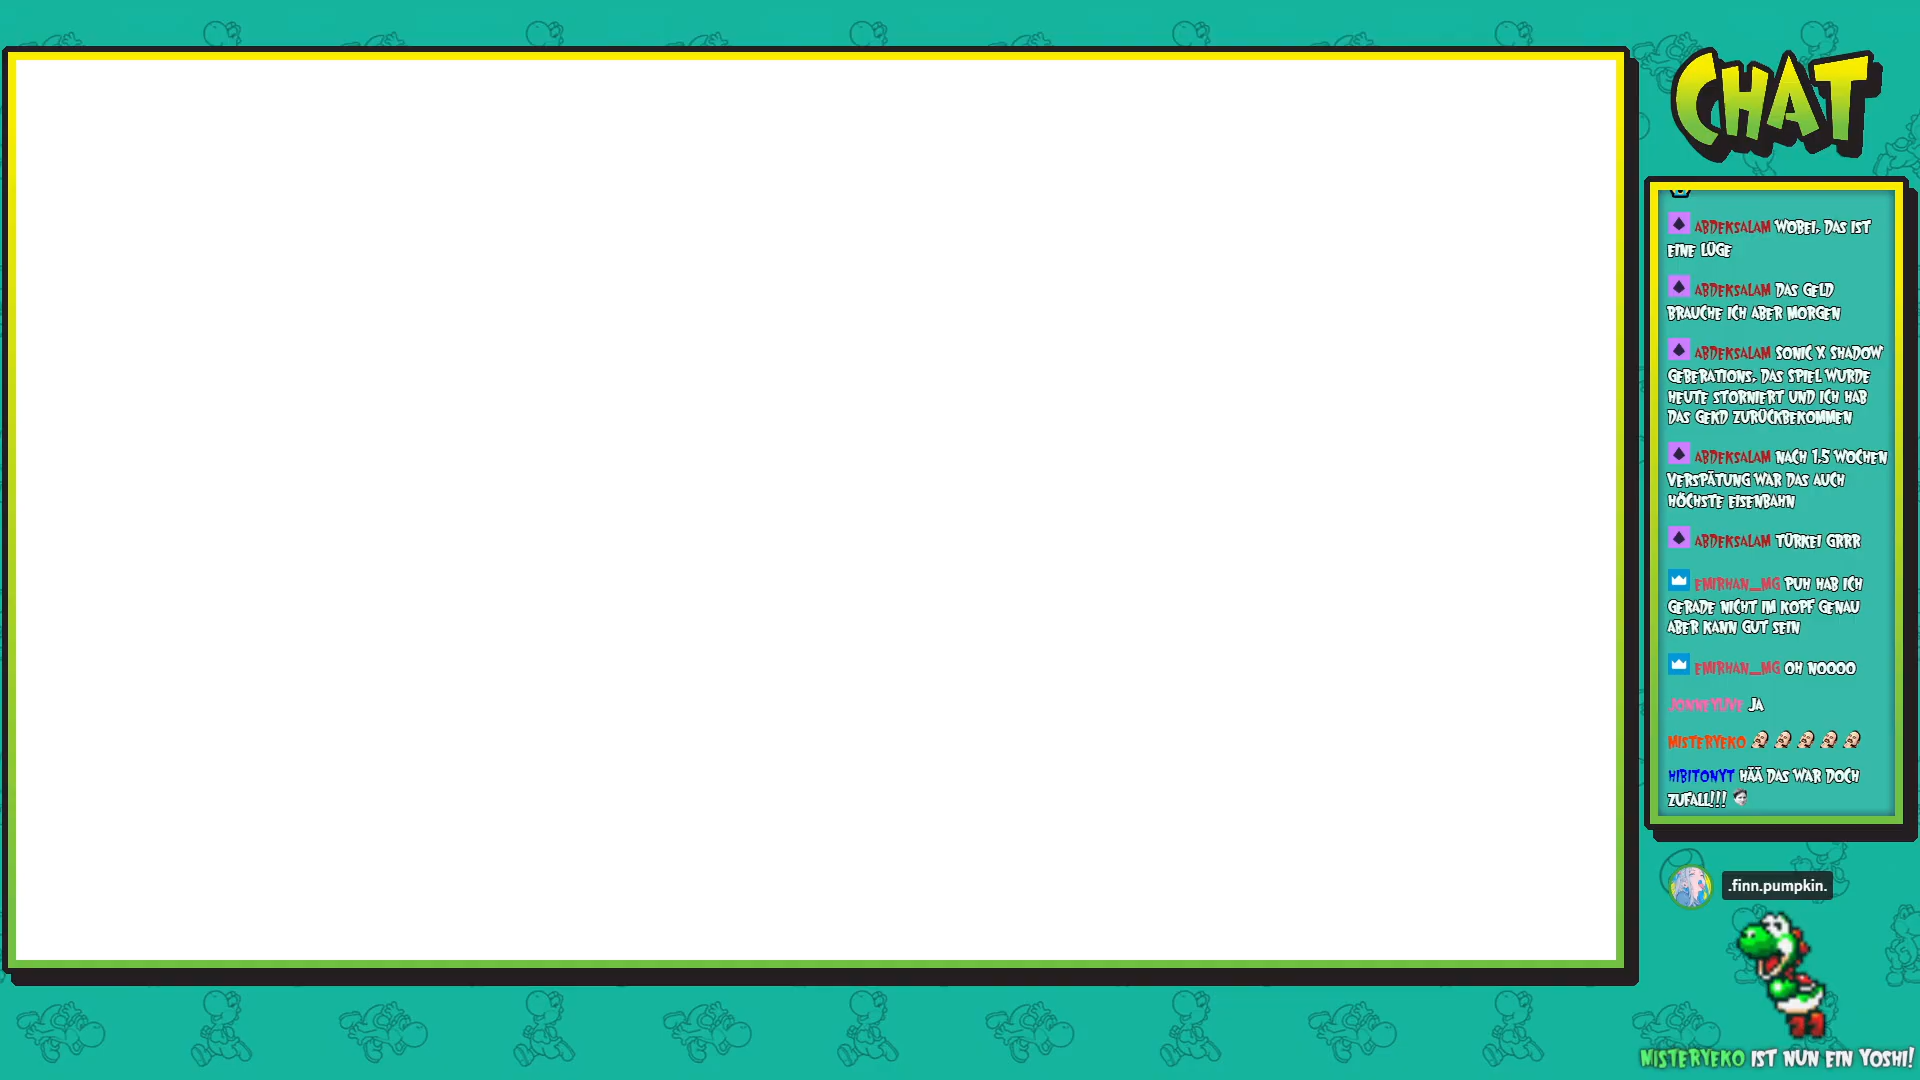 CHAT
ABDEKSALAM WOBEI, DAS IST
EINE LÜGE
ABDEKSALAM DAS GELD
BRAUCHE ICH ABER MORGEN
ABDEKSALAM SONIC X SHADOW
GEBERATIONS, DAS SPIEL WURDE
HEUTE STORNIERT UND ICH HAB
DAS GEKD ZURÜCKBEKOMMEN
ABDEKSALAM NACH 1,5 WOCHEN
VERSPÄTUNG WAR DAS AUCH
HÖCHSTE EISENBAHN
ABDEKSALAM TÜRKEI GRRR
EMIRHAN_MG PUH HAB ICH
GERADE NICHT IM KOPF GENAU
ABER KANN GUT SEIN
EMIRHAN_MG OH NOOOO
JONNEYLIVE JA
MISTERYEKO
HIBITONYT HÄÄ DAS WAR DOCH
ZUFALL!!!
.finn.pumpkin.
MISTERYEKO IST NUN EIN YOSHI!